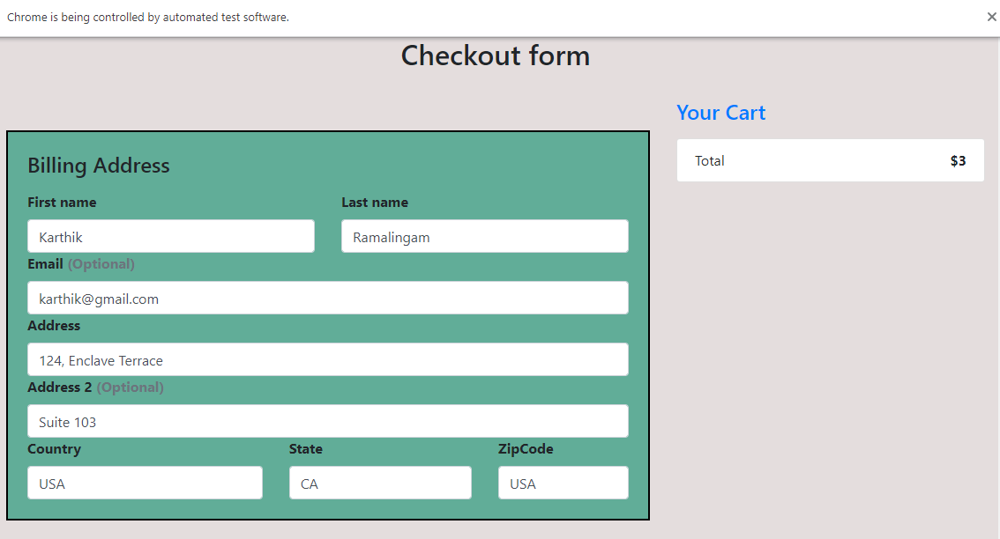 Chrome is being controlled by automated test software.
Checkout form
Your Cart
Total $3
Billing Address
First name Last name
Karthik Ramalingam
Email (Optional)
karthik@gmail.com
Address
124, Enclave Terrace
Address 2 (Optional)
Suite 103
Country State ZipCode
USA CA USA